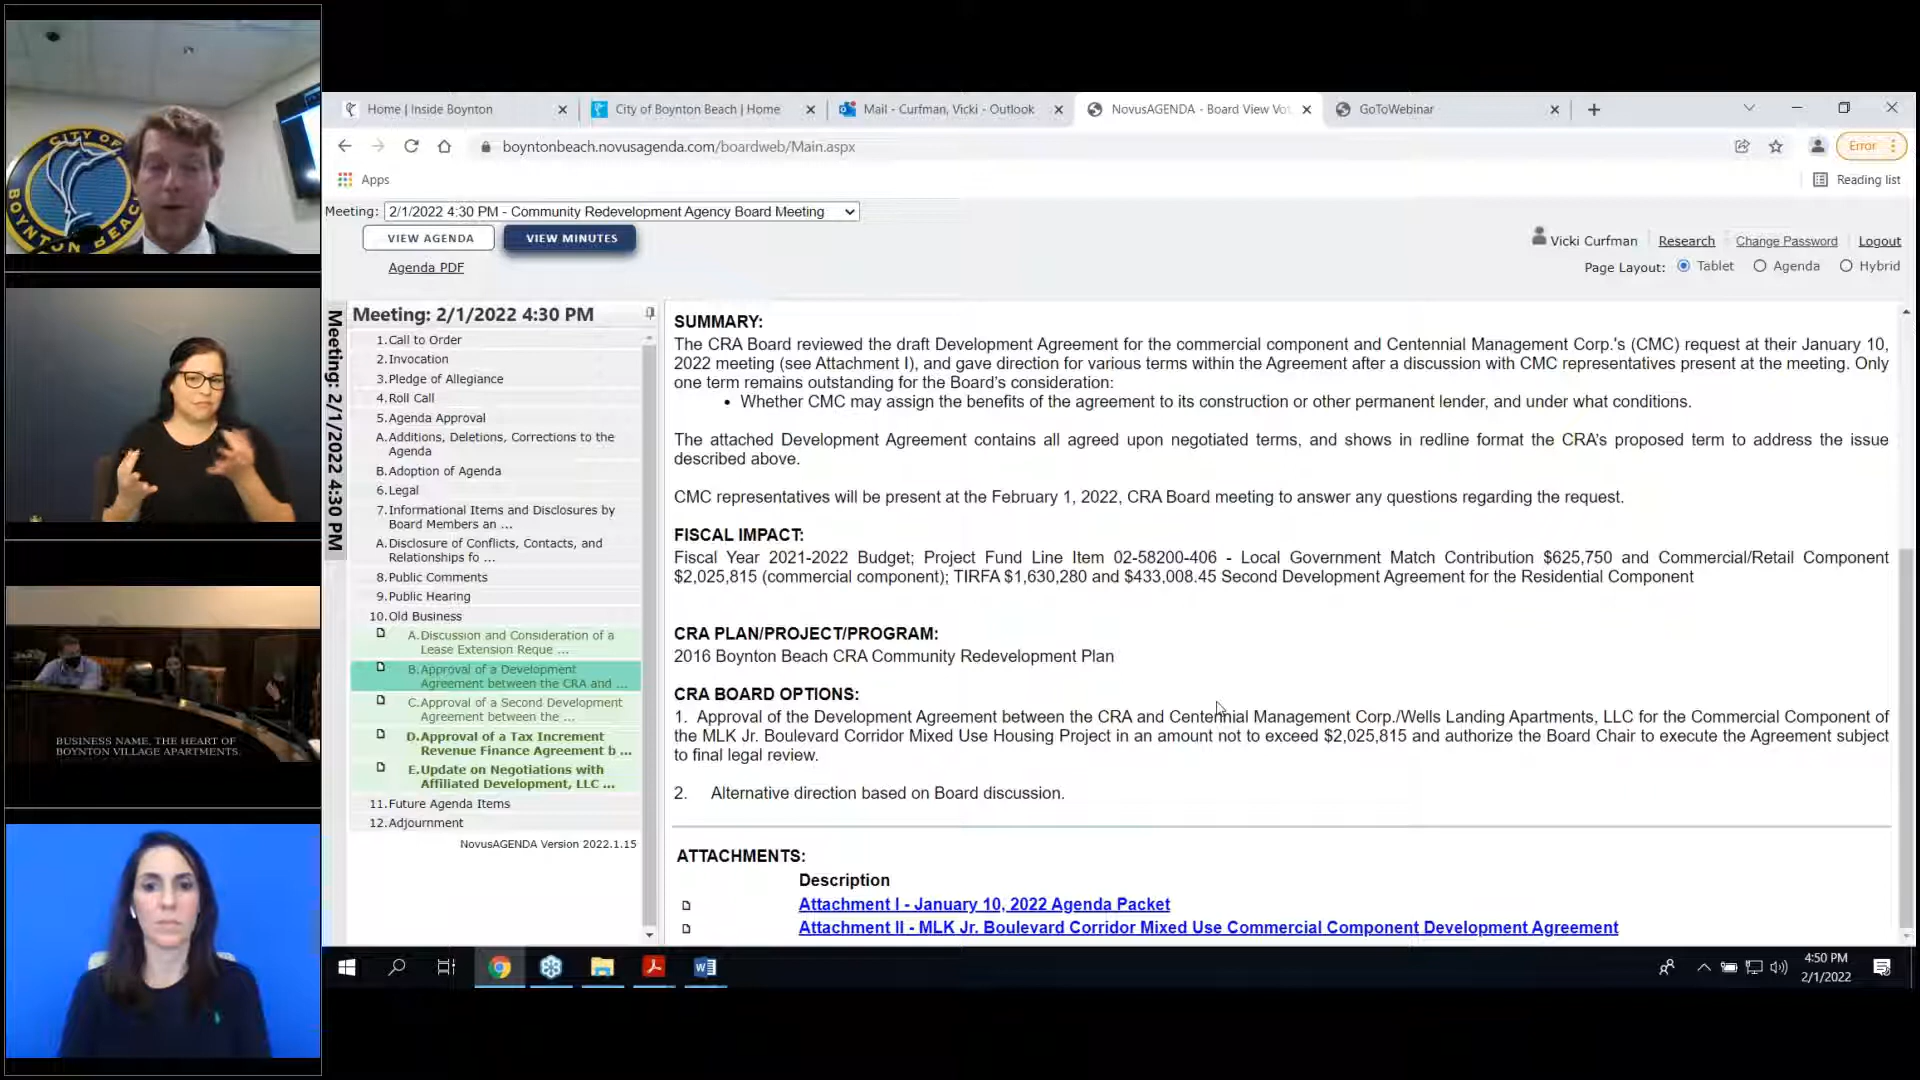 CITY OF
BOYNTON BEACH
BUSINESS NAME, THE HEART OF
BOYNTON VILLAGE APARTMENTS.
Home | Inside Boynton
City of Boynton Beach | Home
Mail - Curfman, Vicki - Outlook
NovusAGENDA - Board View Vot
GoToWebinar
boyntonbeach.novusagenda.com/boardweb/Main.aspx
Error
Apps
Reading list
Meeting: 2/1/2022 4:30 PM - Community Redevelopment Agency Board Meeting
VIEW AGENDA
VIEW MINUTES
Agenda PDF
Vicki Curfman
Research
Change Password
Logout
Page Layout: Tablet Agenda Hybrid
Meeting: 2/1/2022 4:30 PM
Meeting: 2/1/2022 4:30 PM
1.Call to Order
2.Invocation
3.Pledge of Allegiance
4.Roll Call
5.Agenda Approval
A.Additions, Deletions, Corrections to the
Agenda
B.Adoption of Agenda
6.Legal
7.Informational Items and Disclosures by
Board Members an ...
A.Disclosure of Conflicts, Contacts, and
Relationships fo ...
8.Public Comments
9.Public Hearing
10.Old Business
A.Discussion and Consideration of a
Lease Extension Reque ...
B.Approval of a Development
Agreement between the CRA and ...
C.Approval of a Second Development
Agreement between the ...
D.Approval of a Tax Increment
Revenue Finance Agreement b ...
E.Update on Negotiations with
Affiliated Development, LLC ...
11.Future Agenda Items
12.Adjournment
NovusAGENDA Version 2022.1.15
SUMMARY:
The CRA Board reviewed the draft Development Agreement for the commercial component and Centennial Management Corp.'s (CMC) request at their January 10,
2022 meeting (see Attachment I), and gave direction for various terms within the Agreement after a discussion with CMC representatives present at the meeting. Only
one term remains outstanding for the Board's consideration:
• Whether CMC may assign the benefits of the agreement to its construction or other permanent lender, and under what conditions.
The attached Development Agreement contains all agreed upon negotiated terms, and shows in redline format the CRA's proposed term to address the issue
described above.
CMC representatives will be present at the February 1, 2022, CRA Board meeting to answer any questions regarding the request.
FISCAL IMPACT:
Fiscal Year 2021-2022 Budget; Project Fund Line Item 02-58200-406 - Local Government Match Contribution $625,750 and Commercial/Retail Component
$2,025,815 (commercial component); TIRFA $1,630,280 and $433,008.45 Second Development Agreement for the Residential Component
CRA PLAN/PROJECT/PROGRAM:
2016 Boynton Beach CRA Community Redevelopment Plan
CRA BOARD OPTIONS:
1. Approval of the Development Agreement between the CRA and Centennial Management Corp./Wells Landing Apartments, LLC for the Commercial Component of
the MLK Jr. Boulevard Corridor Mixed Use Housing Project in an amount not to exceed $2,025,815 and authorize the Board Chair to execute the Agreement subject
to final legal review.
2. Alternative direction based on Board discussion.
ATTACHMENTS:
Description
Attachment I - January 10, 2022 Agenda Packet
Attachment II - MLK Jr. Boulevard Corridor Mixed Use Commercial Component Development Agreement
4:50 PM
2/1/2022